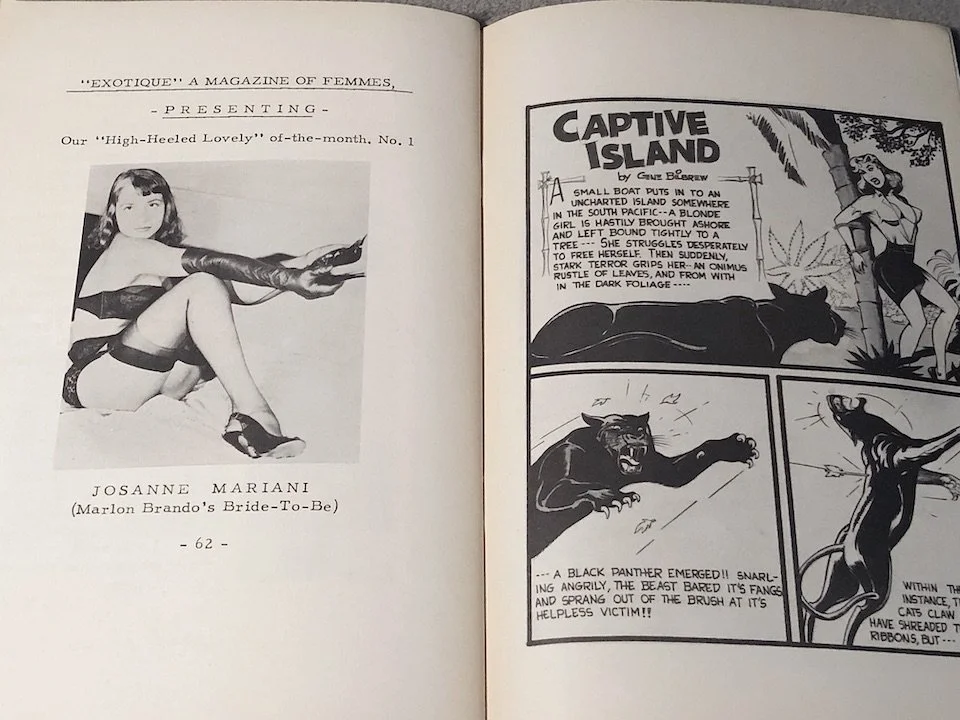 "EXOTIQUE" A MAGAZINE OF FEMMES,
- PRESENTING -
Our "High-Heeled Lovely" of-the-month. No. 1
JOSANNE MARIANI
(Marlon Brando's Bride-To-Be)
- 62 -
CAPTIVE
ISLAND
by GENE BILBREW
A SMALL BOAT PUTS IN TO AN
UNCHARTED ISLAND SOMEWHERE
IN THE SOUTH PACIFIC -- A BLONDE
GIRL IS HASTILY BROUGHT ASHORE
AND LEFT BOUND TIGHTLY TO A
TREE --- SHE STRUGGLES DESPERATELY
TO FREE HERSELF. THEN SUDDENLY,
STARK TERROR GRIPS HER -- AN ONIMUS
RUSTLE OF LEAVES, AND FROM WITH
IN THE DARK FOLIAGE ----
--- A BLACK PANTHER EMERGED!! SNARL-
ING ANGRILY, THE BEAST BARED IT'S FANGS
AND SPRANG OUT OF THE BRUSH AT IT'S
HELPLESS VICTIM!!
WITHIN
INSTANCE,
CATS CLAW
HAVE SHREADED
RIBBONS, BUT ---